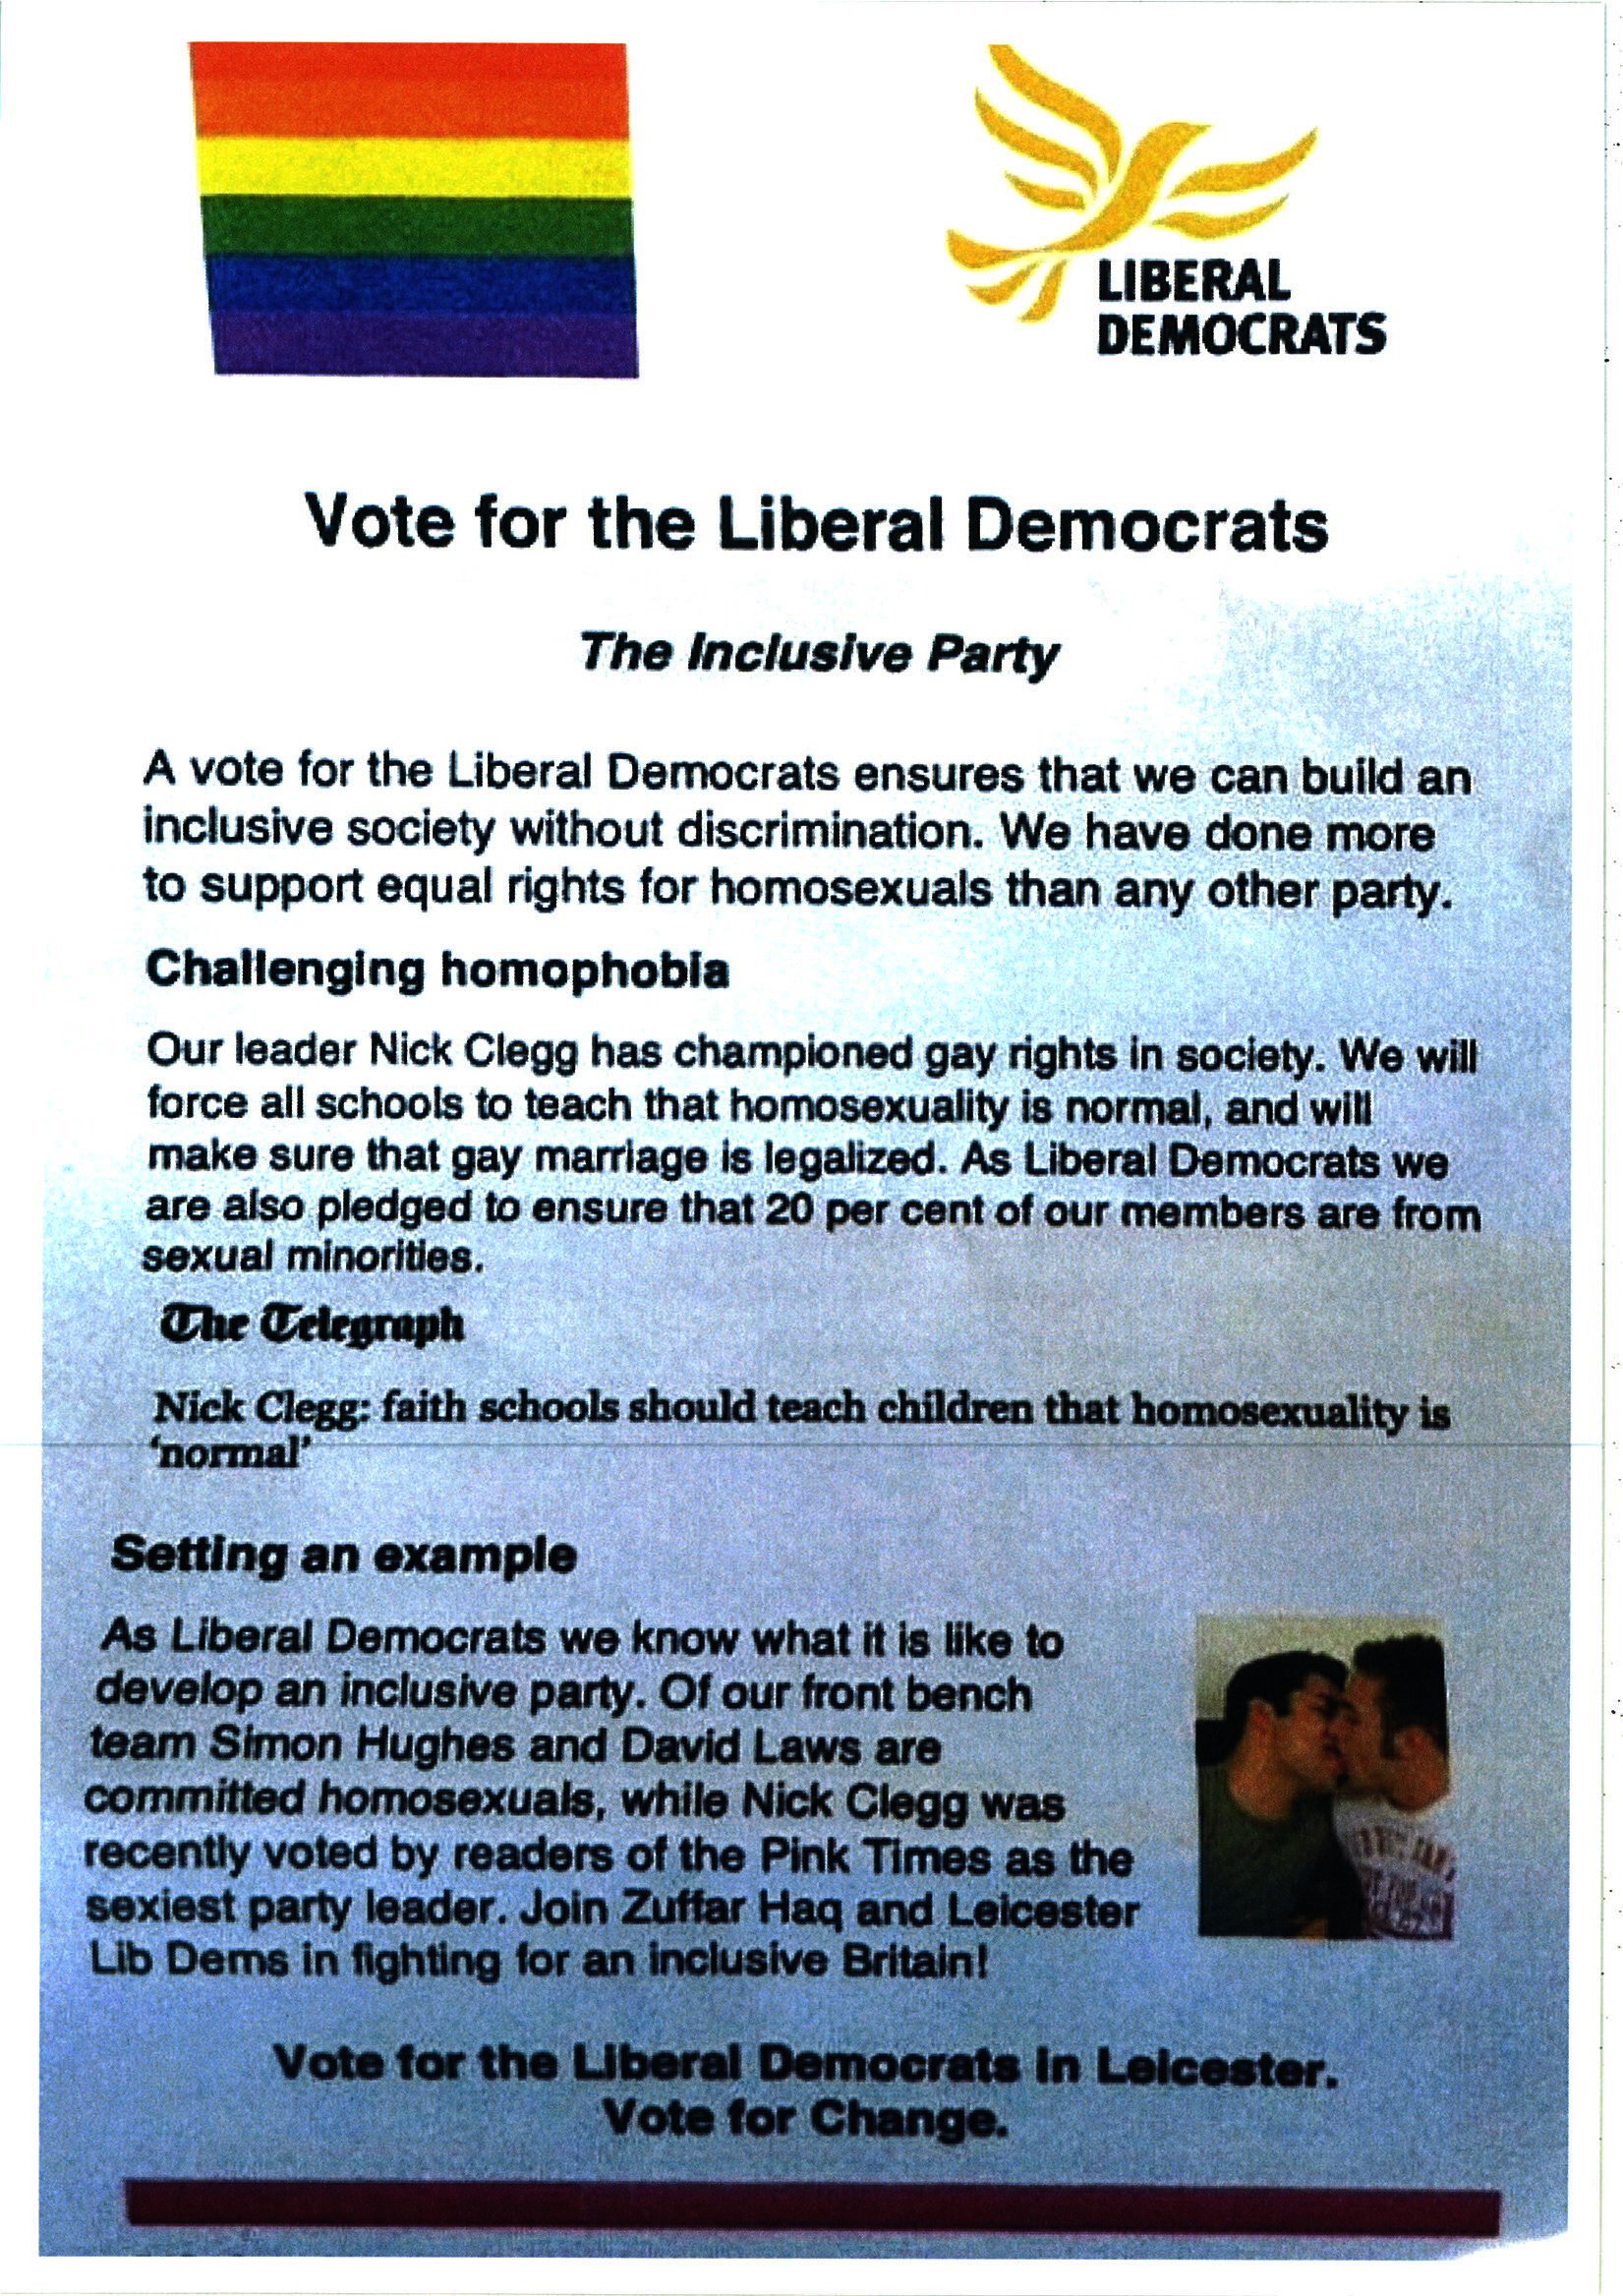 LIBERAL
DEMOCRATS
Vote for the Liberal Democrats
The Inclusive Party
A vote for the Liberal Democrats ensures that we can build an
inclusive society without discrimination. We have done more
to support equal rights for homosexuals than any other party.
Challenging homophobia
Our leader Nick Clegg has championed gay rights in society. We will
force all schools to teach that homosexuality is normal, and will
make sure that gay marriage is legalized. As Liberal Democrats we
are also pledged to ensure that 20 per cent of our members are from
sexual minorities.
The Telegraph
Nick Clegg: faith schools should teach children that homosexuality is
'normal'
Setting an example
As Liberal Democrats we know what it is like to
develop an inclusive party. Of our front bench
team Simon Hughes and David Laws are
committed homosexuals, while Nick Clegg was
recently voted by readers of the Pink Times as the
sexiest party leader. Join Zuffar Haq and Leicester
Lib Dems in fighting for an inclusive Britain!
Vote for the Liberal Democrats in Leicester.
Vote for Change.